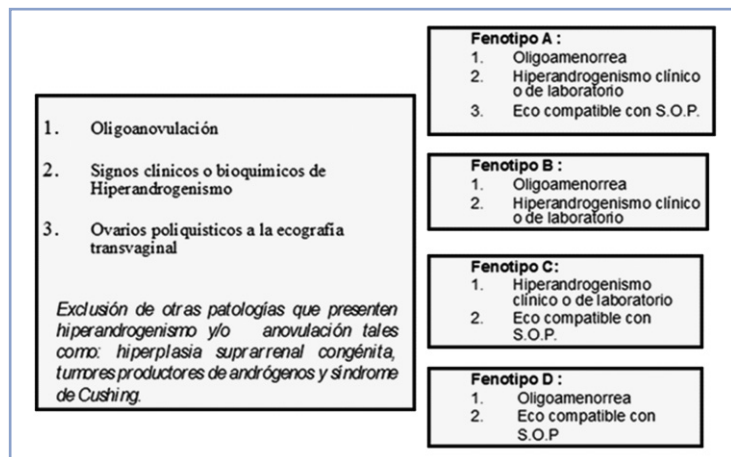 1. Oligoanovulación
2. Signos clínicos o bioquímicos de
Hiperandrogenismo
3. Ovarios poliquísticos a la ecografía
transvaginal
Exclusión de otras patologías que presenten
hiperandrogenismo y/o anovulación tales
como: hiperplasia suprarrenal congénita,
tumores productores de andrógenos y síndrome
de Cushing.
Fenotipo A :
1. Oligoamenorrea
2. Hiperandrogenismo clínico
o de laboratorio
3. Eco compatible con S.O.P.
Fenotipo B :
1. Oligoamenorrea
2. Hiperandrogenismo clínico
o de laboratorio
Fenotipo C:
1. Hiperandrogenismo
clínico o de laboratorio
2. Eco compatible con
S.O.P.
Fenotipo D :
1. Oligoamenorrea
2. Eco compatible con
S.O.P